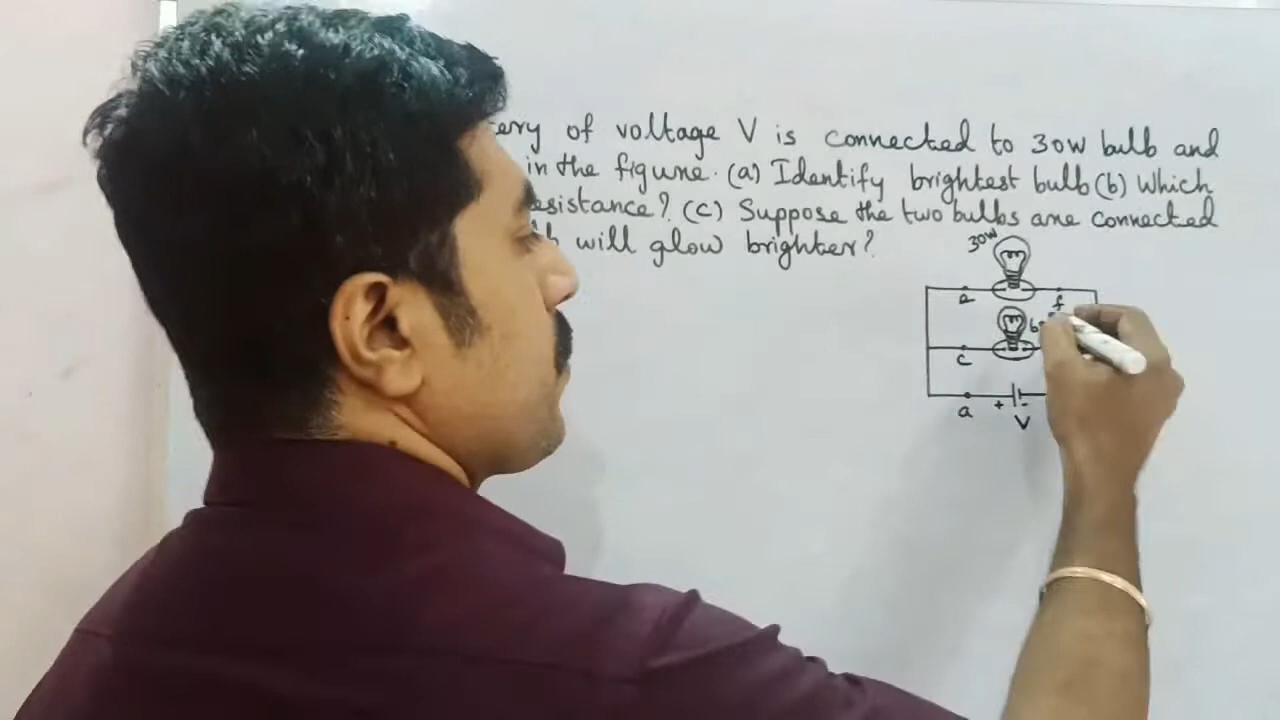 of voltage V is connected to 30W bulb and
in the figure. (a) Identify brightest bulb (b) Which
esistance? (c) Suppose the two bulbs are connected
will glow brighter?
30W
e f
c
a + V